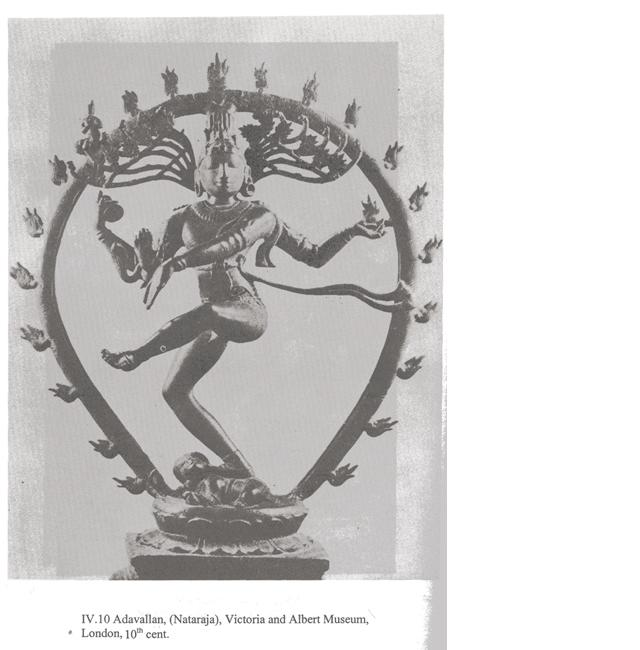 IV.10 Adavallan, (Nataraja), Victoria and Albert Museum,
London, 10th cent.